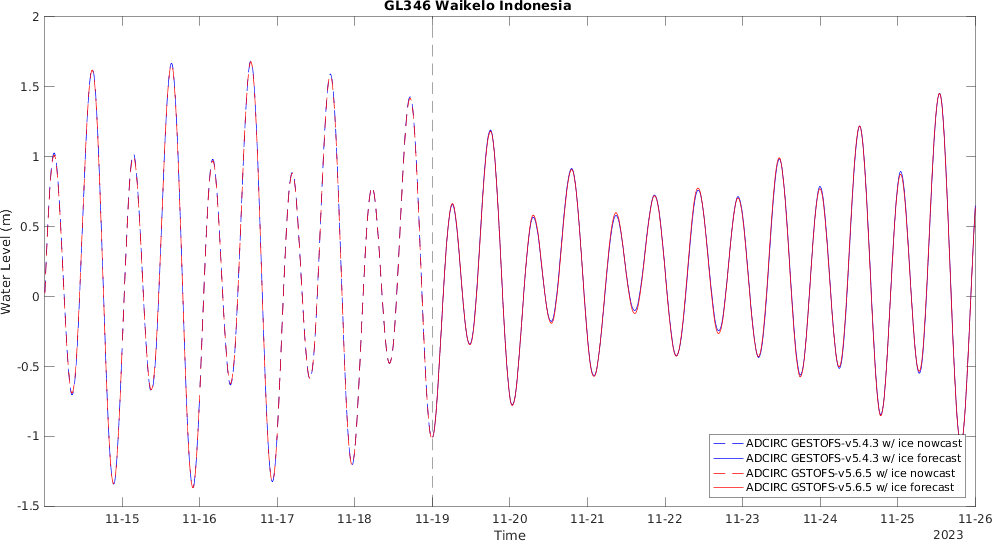 GL346 Waikelo Indonesia
2
1.5
1
0.5
0
-0.5
-1
-1.5
Water Level (m)
11-15 11-16 11-17 11-18 11-19 11-20 11-21 11-22 11-23 11-24 11-25 11-26
Time
2023
ADCIRC GESTOFS-v5.4.3 w/ ice nowcast
ADCIRC GESTOFS-v5.4.3 w/ ice forecast
ADCIRC GSTOFS-v5.6.5 w/ ice nowcast
ADCIRC GSTOFS-v5.6.5 w/ ice forecast